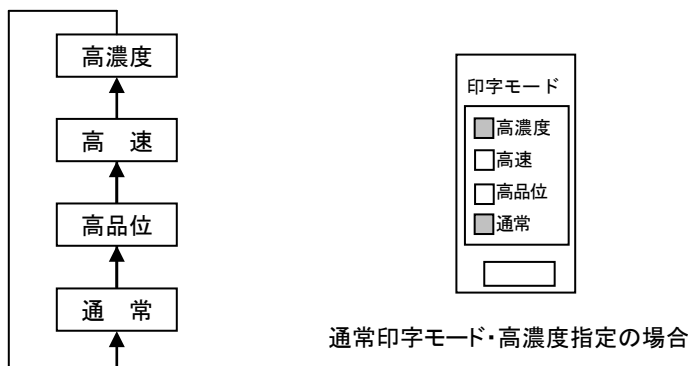 高濃度
高　速
高品位
通　常
印字モード
高濃度
高速
高品位
通常
通常印字モード・高濃度指定の場合